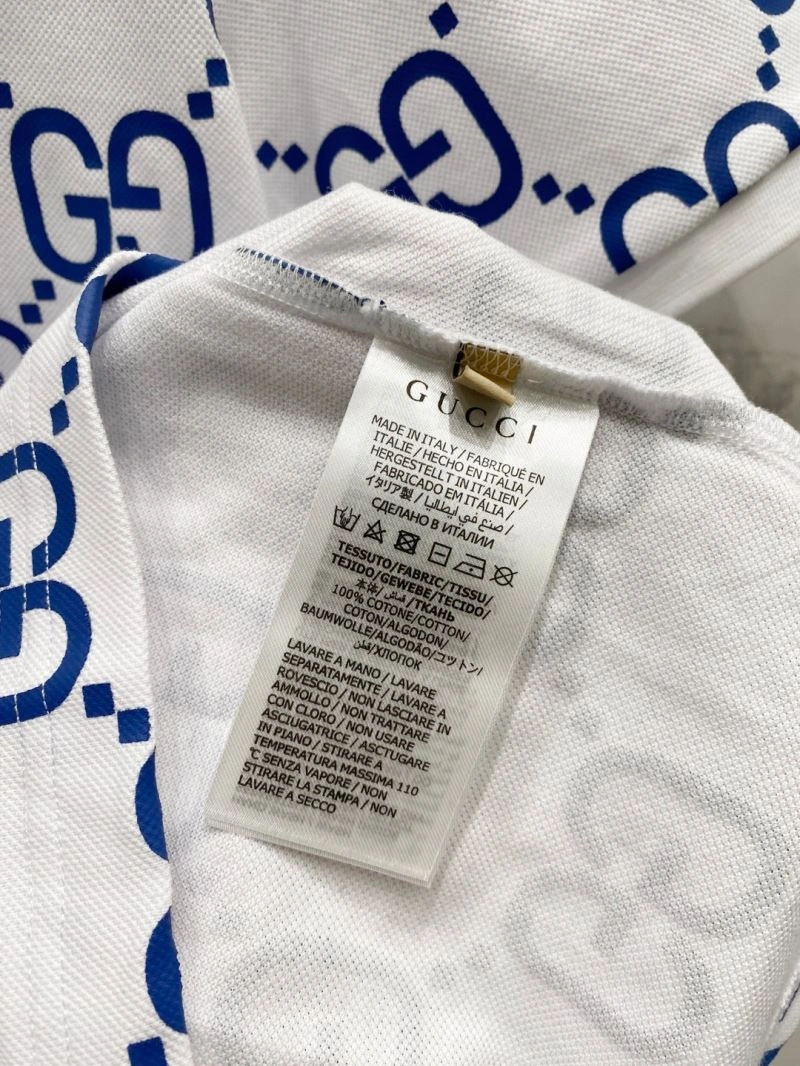 GUCCI
MADE IN ITALY / FABRIQUÉ EN
ITALIE / HECHO EN ITALIA /
HERGESTELLT IN ITALIEN /
FABRICADO EM ITÁLIA /
イタリア製 / صنع في ايطاليا /
СДЕЛАНО В ИТАЛИИ
TESSUTO/FABRIC/TISSU/
TEJIDO/GEWEBE/TECIDO/
本体/ قماش /ТКАНЬ
100% COTONE/COTTON/
COTON/ALGODON/
BAUMWOLLE/ALGODÃO/コットン/
قطن/ХЛОПОК
LAVARE A MANO / LAVARE
SEPARATAMENTE / LAVARE A
ROVESCIO / NON LASCIARE IN
AMMOLLO / NON TRATTARE
CON CLORO / NON USARE
ASCIUGATRICE / ASCTUGARE
IN PIANO / STIRARE A
TEMPERATURA MASSIMA 110
°C SENZA VAPORE / NON
STIRARE LA STAMPA / NON
LAVARE A SECCO